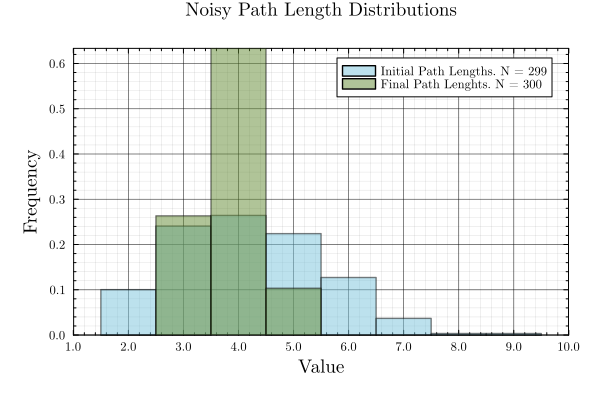 Noisy Path Length Distributions
Initial Path Lengths. N = 299
Final Path Lenghts. N = 300
Frequency
0.6
0.5
0.4
0.3
0.2
0.1
0.0
1.0 2.0 3.0 4.0 5.0 6.0 7.0 8.0 9.0 10.0
Value